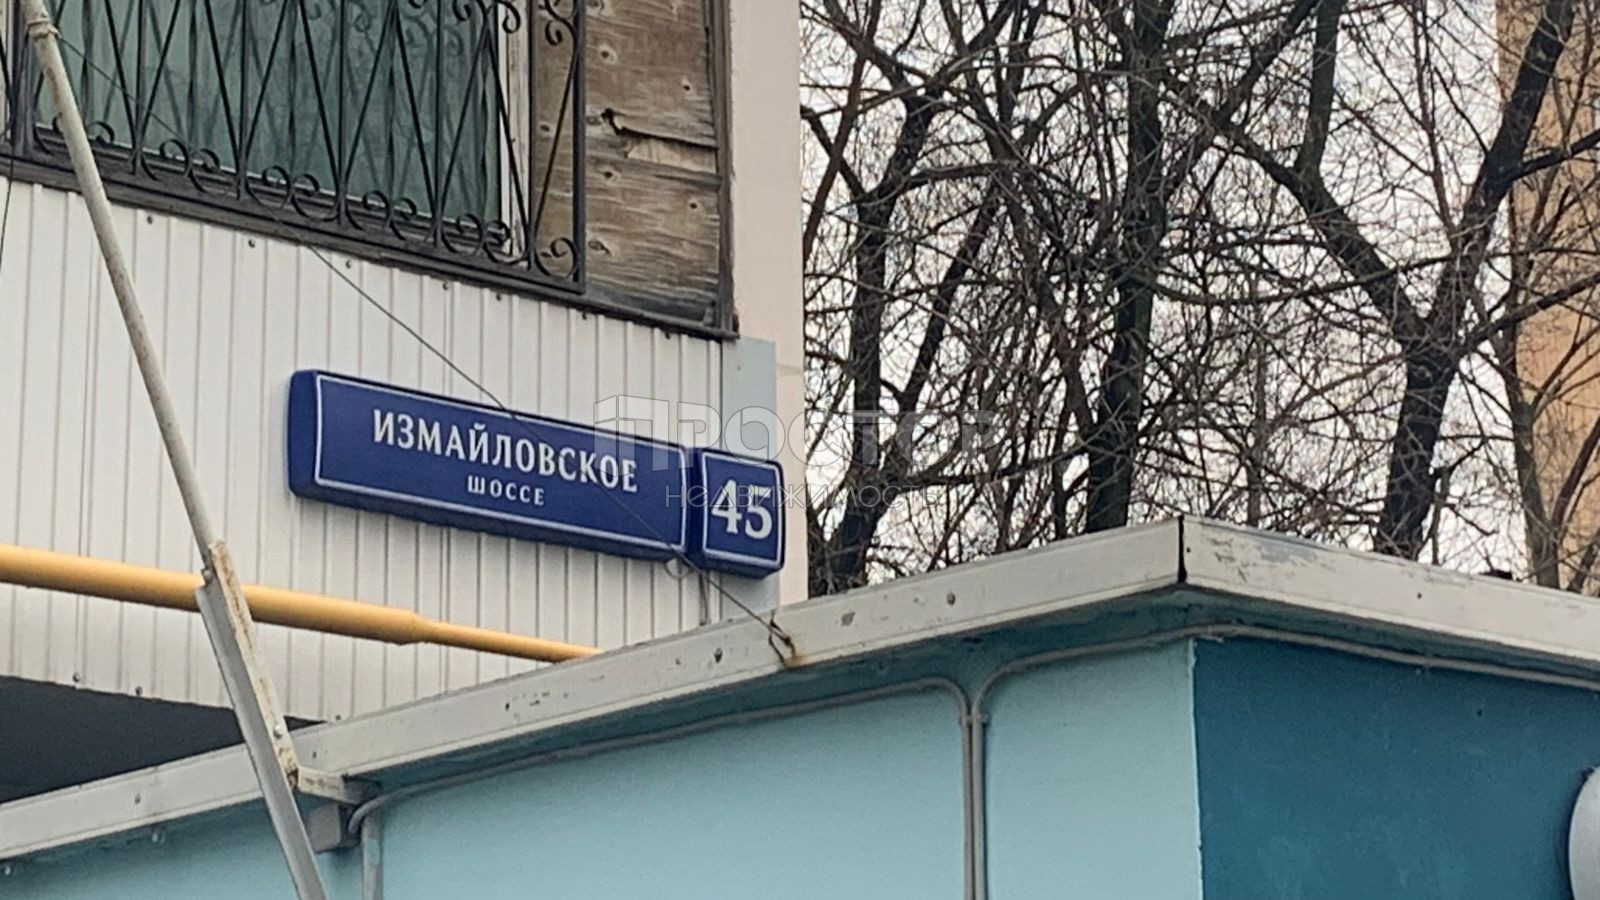 ИЗМАЙЛОВСКОЕ
ШОССЕ
45
ПРОСТОР
недвижимость